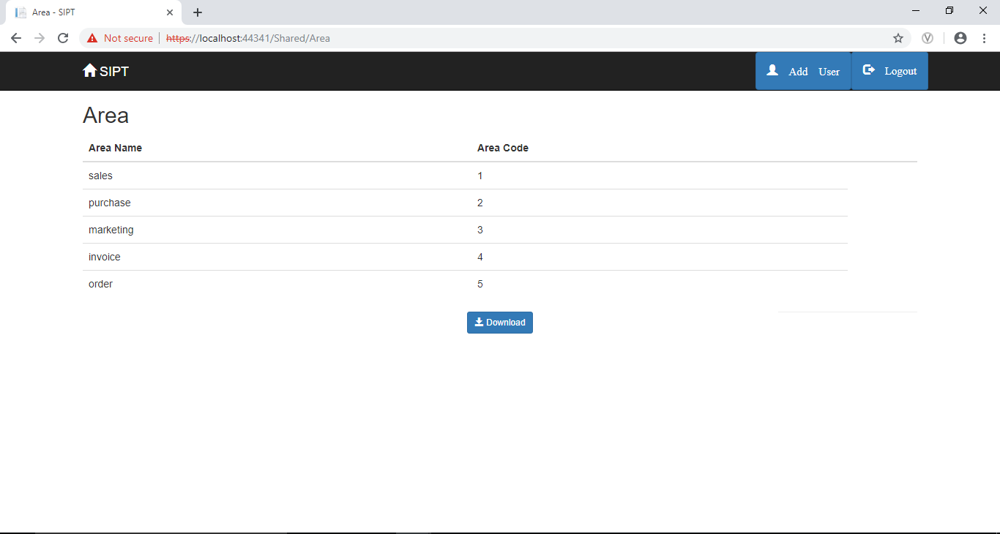 Area - SIPT
Not secure https://localhost:44341/Shared/Area
SIPT Add User Logout
Area
Area Name Area Code
sales 1
purchase 2
marketing 3
invoice 4
order 5
Download